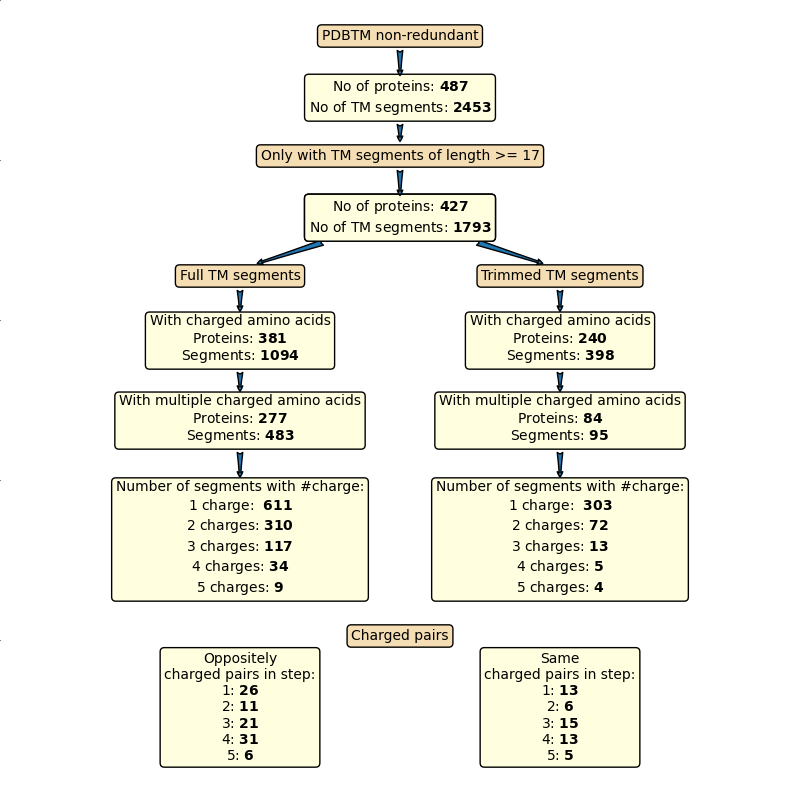 PDBTM non-redundant
No of proteins: 487
No of TM segments: 2453
Only with TM segments of length >= 17
No of proteins: 427
No of TM segments: 1793
Full TM segments
With charged amino acids
Proteins: 381
Segments: 1094
With multiple charged amino acids
Proteins: 277
Segments: 483
Number of segments with #charge:
1 charge:  611
2 charges: 310
3 charges: 117
4 charges: 34
5 charges: 9
Trimmed TM segments
With charged amino acids
Proteins: 240
Segments: 398
With multiple charged amino acids
Proteins: 84
Segments: 95
Number of segments with #charge:
1 charge:  303
2 charges: 72
3 charges: 13
4 charges: 5
5 charges: 4
Charged pairs
Oppositely
charged pairs in step:
1: 26
2: 11
3: 21
4: 31
5: 6
Same
charged pairs in step:
1: 13
2: 6
3: 15
4: 13
5: 5